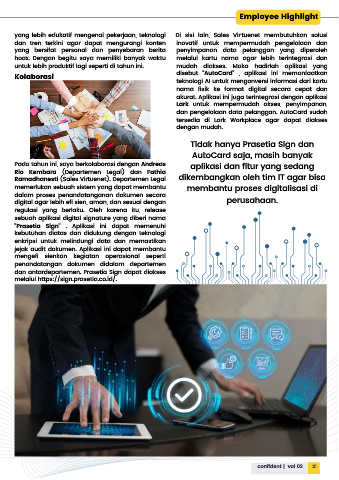 Employee Highlight
yang lebih edukatif mengenai pekerjaan, teknologi
dan tren terkini agar dapat mengurangi konten
yang bersifat personal dan penyebaran berita
hoax. Dengan begitu saya memiliki banyak waktu
untuk lebih produktif lagi seperti di tahun ini.
Kolaborasi
Pada tahun ini, saya berkolaborasi dengan Andreas
Rio Kembara (Departemen Legal) dan Fathia
Ramadhanesti (Sales Virtuenet). Departemen Legal
memerlukan sebuah sistem yang dapat membantu
dalam proses penandatanganan dokumen secara
digital agar lebih efisien, aman, dan sesuai dengan
regulasi yang berlaku. Oleh karena itu, release
sebuah aplikasi digital signature yang diberi nama
"Prasetia Sign" . Aplikasi ini dapat memenuhi
kebutuhan diatas dan didukung dengan teknologi
enkripsi untuk melindungi data dan memastikan
jejak audit dokumen. Aplikasi ini dapat membantu
mengefisienkan kegiatan operasional seperti
penandatangan dokumen didalam departemen
dan antardepartemen. Prasetia Sign dapat diakses
melalui https://sign.prasetia.co.id/.
Di sisi lain, Sales Virtuenet membutuhkan solusi
inovatif untuk mempermudah pengelolaan dan
penyimpanan data pelanggan yang diperoleh
melalui kartu nama agar lebih terintegrasi dan
mudah diakses. Maka hadirlah aplikasi yang
disebut "AutoCard" , aplikasi ini memanfaatkan
teknologi AI untuk mengonversi informasi dari kartu
nama fisik ke format digital secara cepat dan
akurat. Aplikasi ini juga terintegrasi dengan aplikasi
Lark untuk mempermudah akses, penyimpanan,
dan pengelolaan data pelanggan. AutoCard sudah
tersedia di Lark Workplace agar dapat diakses
dengan mudah.
Tidak hanya Prasetia Sign dan
AutoCard saja, masih banyak
aplikasi dan fitur yang sedang
dikembangkan oleh tim IT agar bisa
membantu proses digitalisasi di
perusahaan.
confident | vol 02